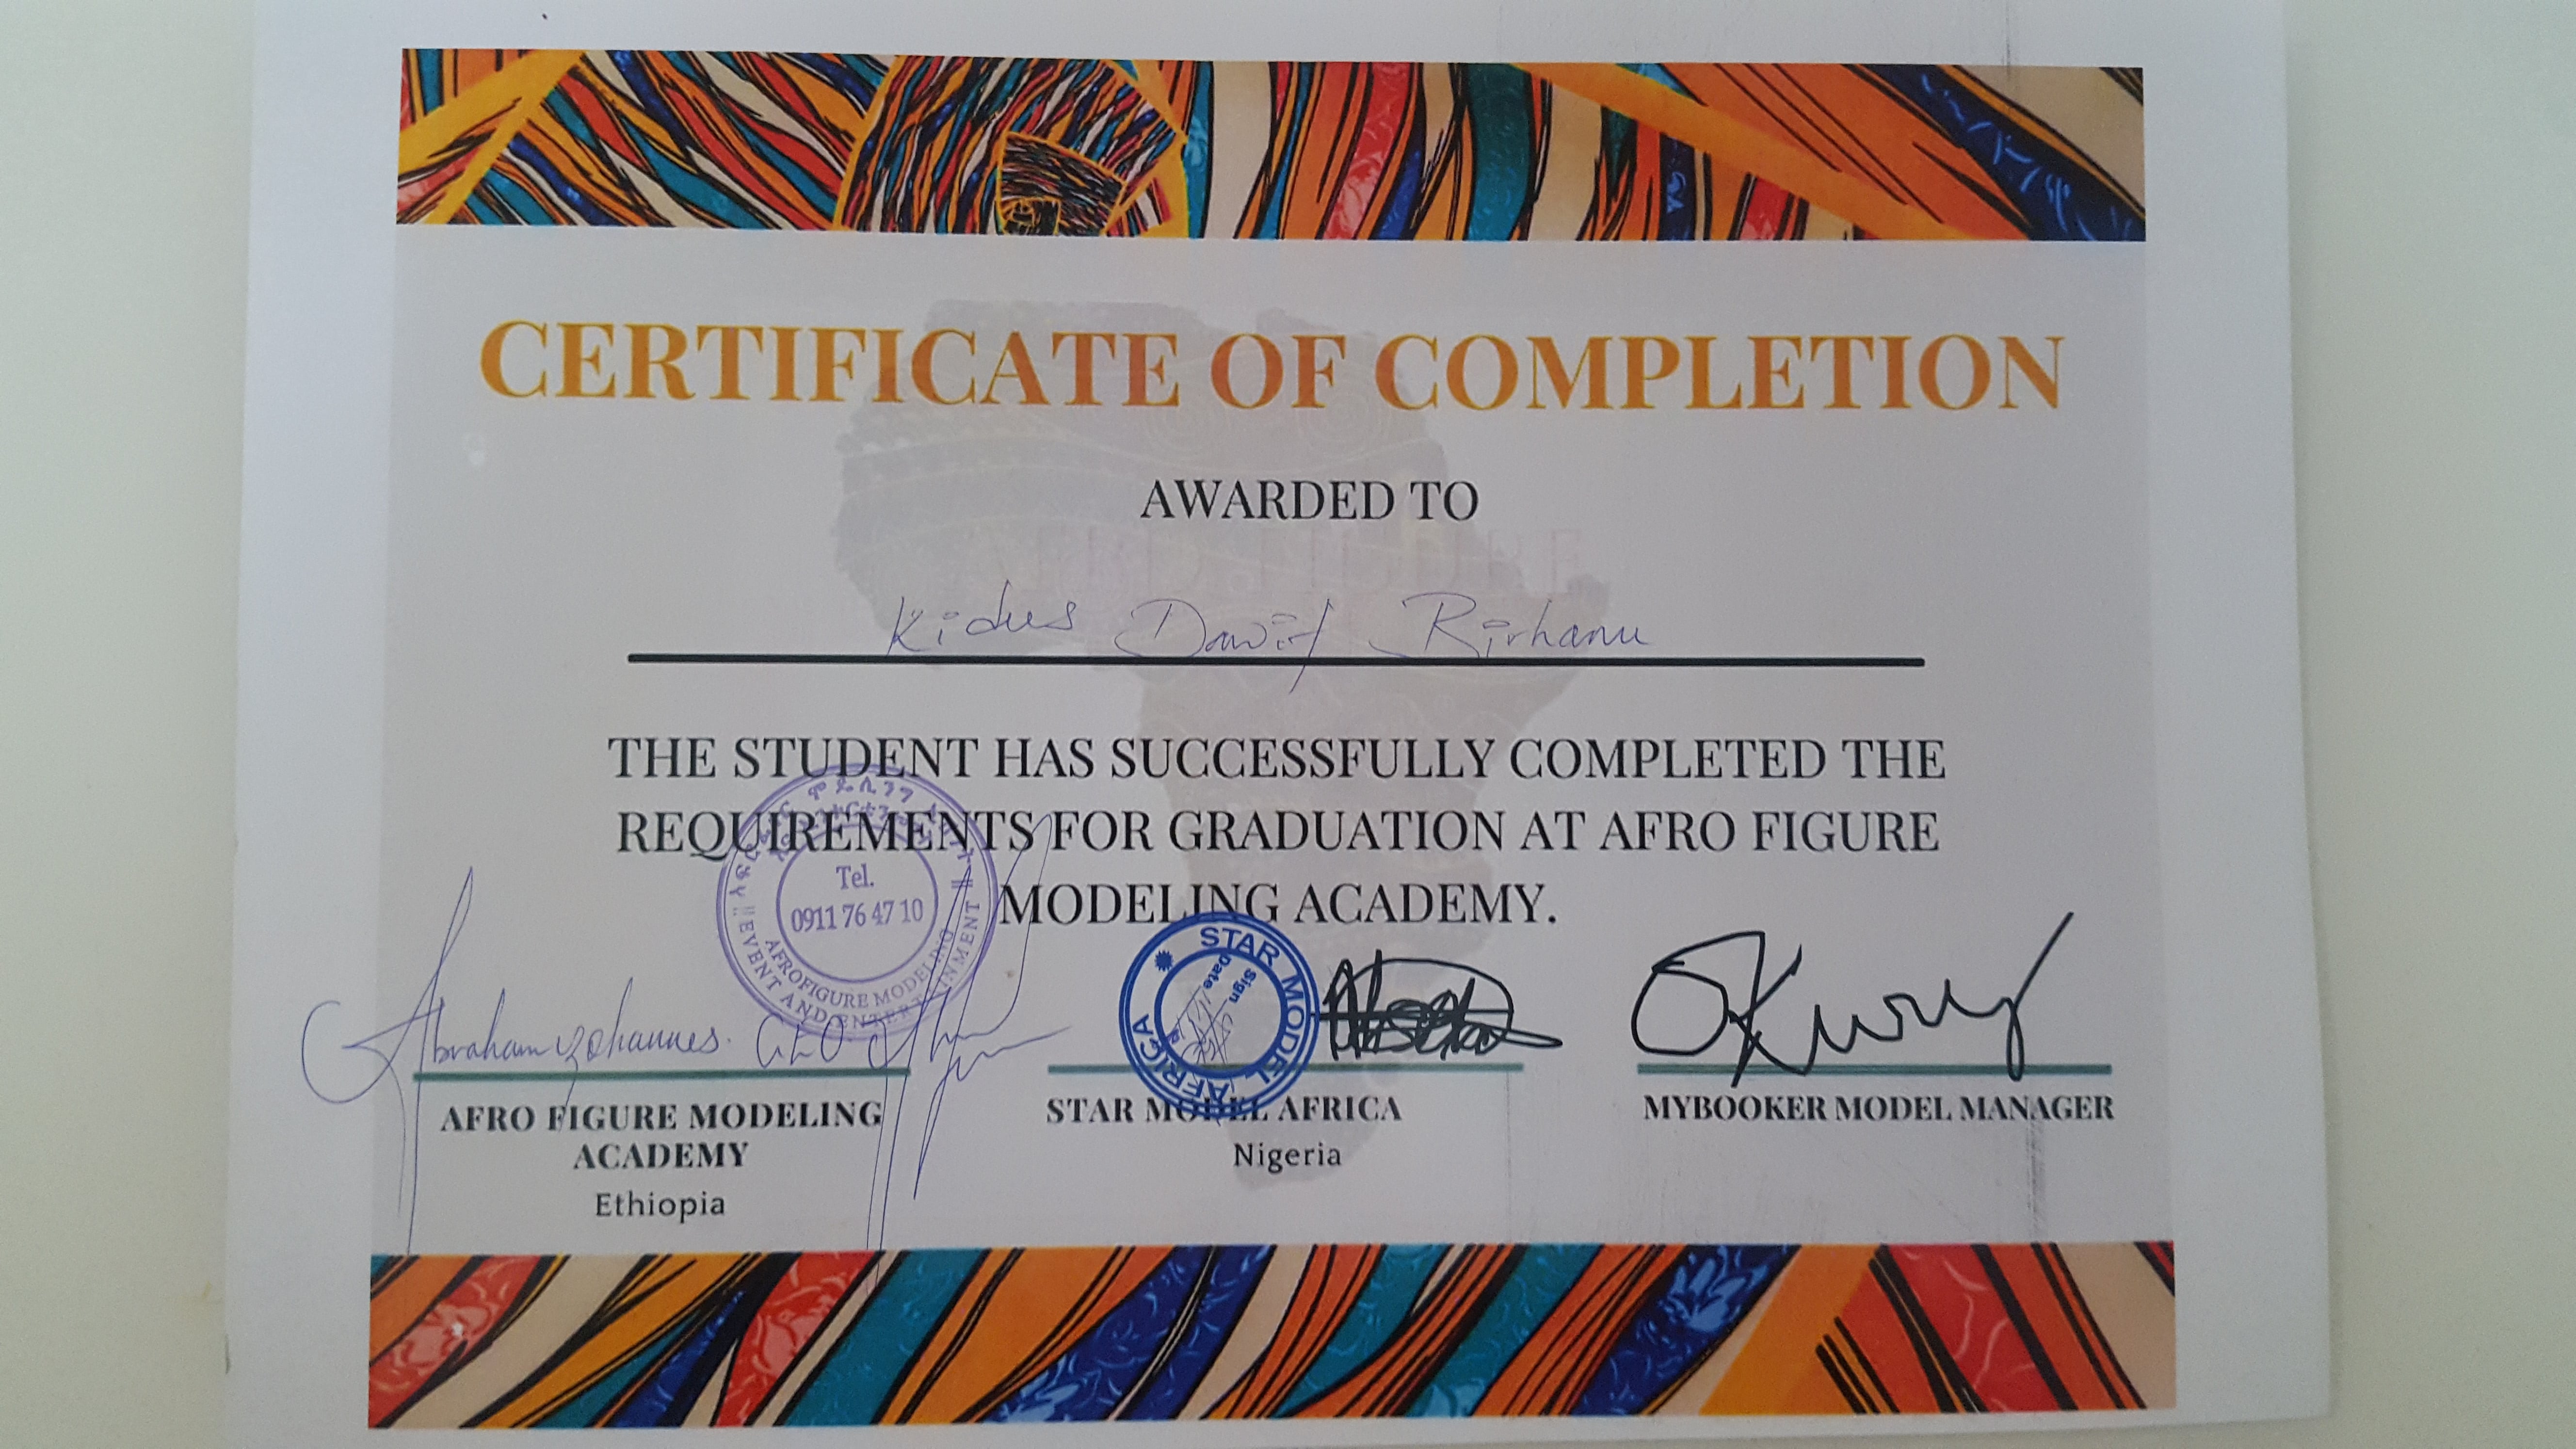 CERTIFICATE OF COMPLETION
AWARDED TO
Kidus Dawit Birhanu
THE STUDENT HAS SUCCESSFULLY COMPLETED THE
REQUIREMENTS FOR GRADUATION AT AFRO FIGURE
MODELING ACADEMY.
ሞዴሊንግ
Tel.
0911 76 47 10
AFROFIGURE MODELING
EVENT AND ENTERTAINMENT
Abraham Yohannes. C.E.O
STAR MODEL AFRICA
Sign
Date
AFRO FIGURE MODELING
ACADEMY
Ethiopia
STAR MODEL AFRICA
Nigeria
MYBOOKER MODEL MANAGER